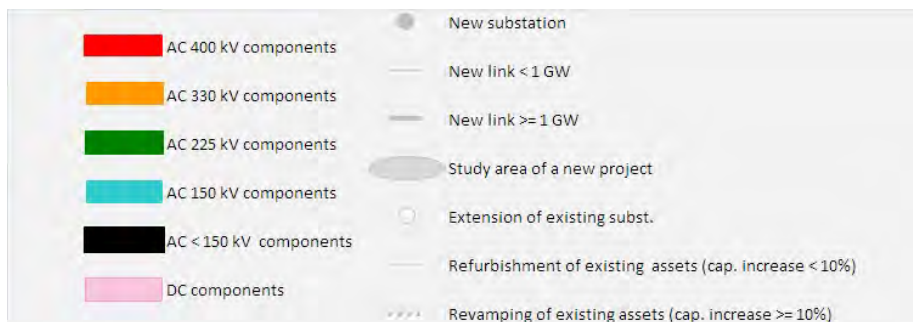 AC 400 kV components
AC 330 kV components
AC 225 kV components
AC 150 kV components
AC < 150 kV components
DC components
New substation
New link < 1 GW
New link >= 1 GW
Study area of a new project
Extension of existing subst.
Refurbishment of existing assets (cap. increase < 10%)
Revamping of existing assets (cap. increase >= 10%)